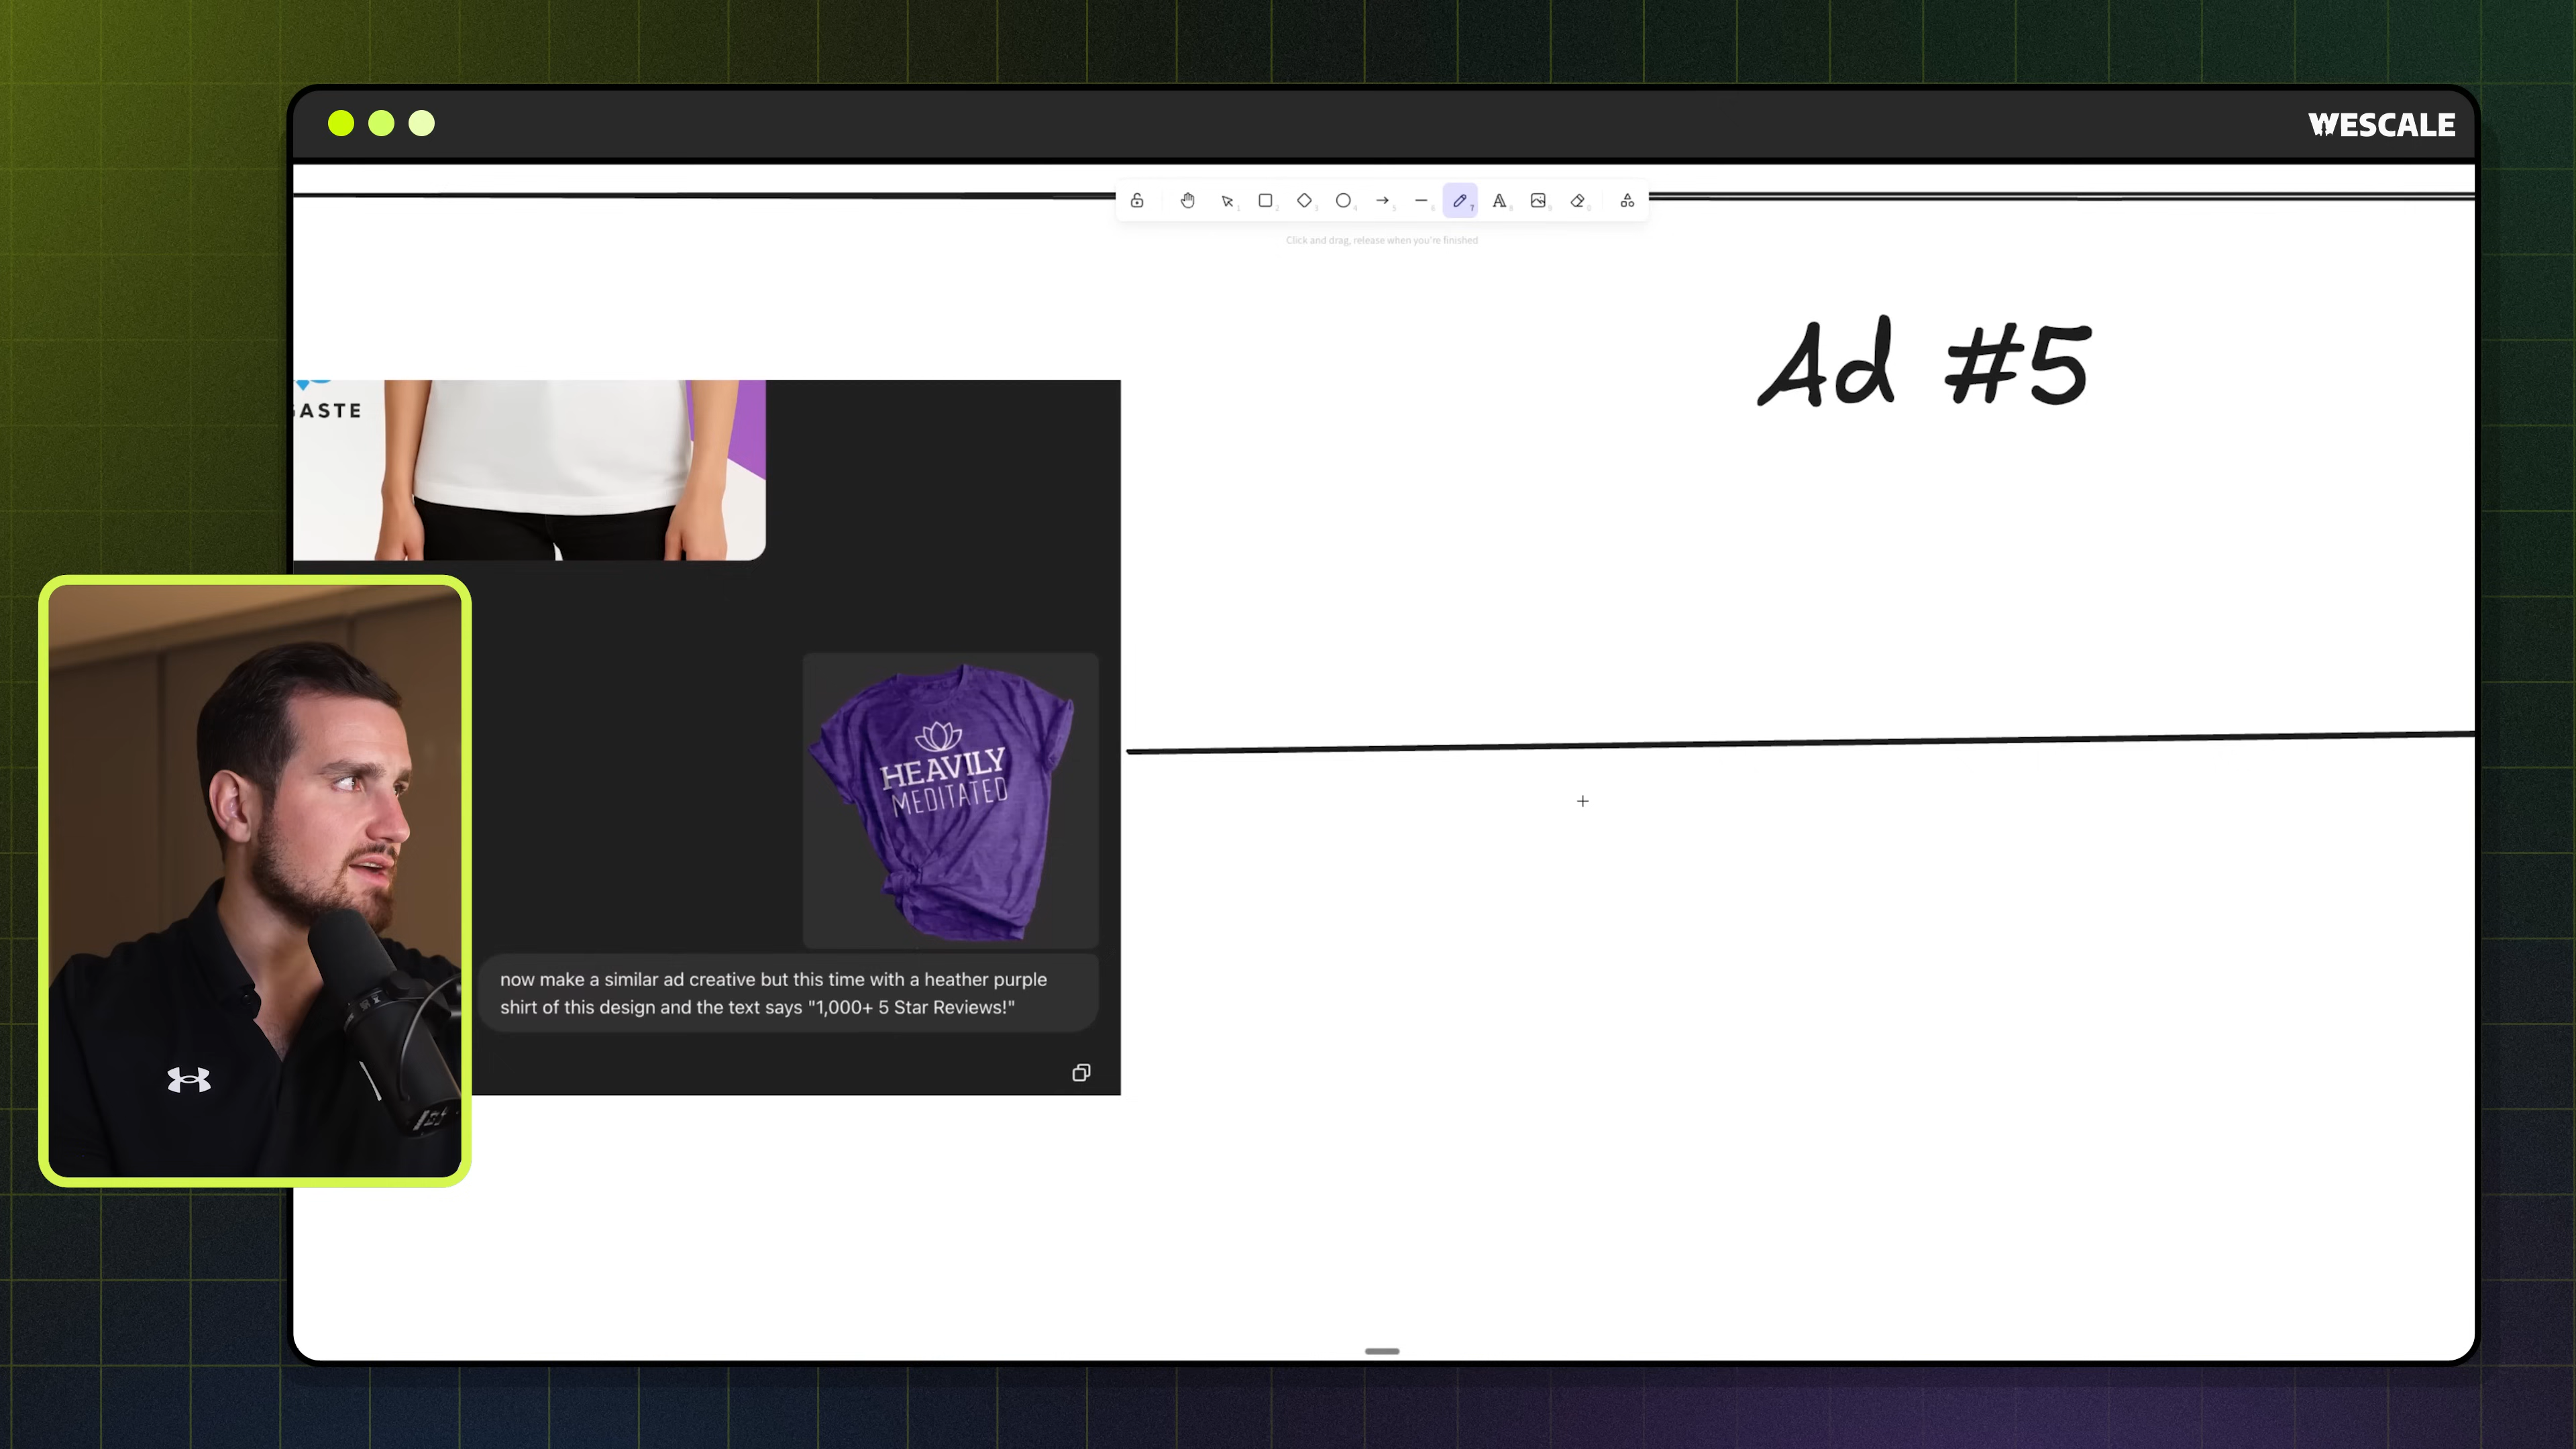 WESCALE
Click and drag, release when you're finished
Ad #5
GASTE
HEAVILY
MEDITATED
now make a similar ad creative but this time with a heather purple
shirt of this design and the text says "1,000+ 5 Star Reviews!"